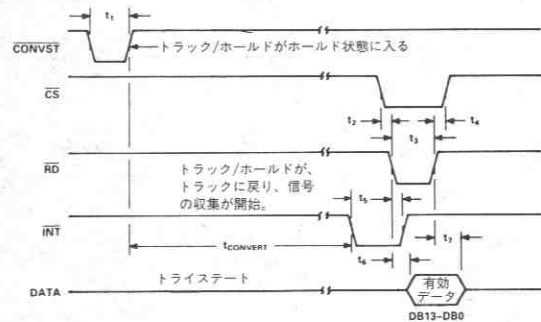 t1
CONVST
トラック/ホールドがホールド状態に入る
CS
t2
t3
t4
RD
トラック/ホールドが、
トラックに戻り、信号
の収集が開始。
t5
INT
tCONVERT
t6
t7
DATA
トライステート
有効
データ
DB13–DB0